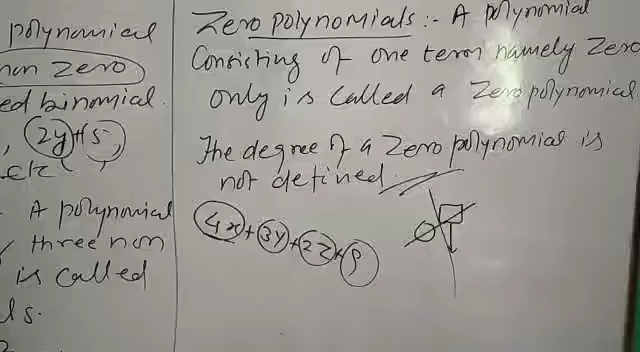 polynomial
non zero
ed binomial.
, 2y+5,
etc
- A polynomial
three non
is called
ls.
Zero polynomials :- A polynomial
Consisting of one term namely Zero
only is called a Zero polynomial.
The degree of a Zero polynomial is
not defined
4x+3y+2z+9